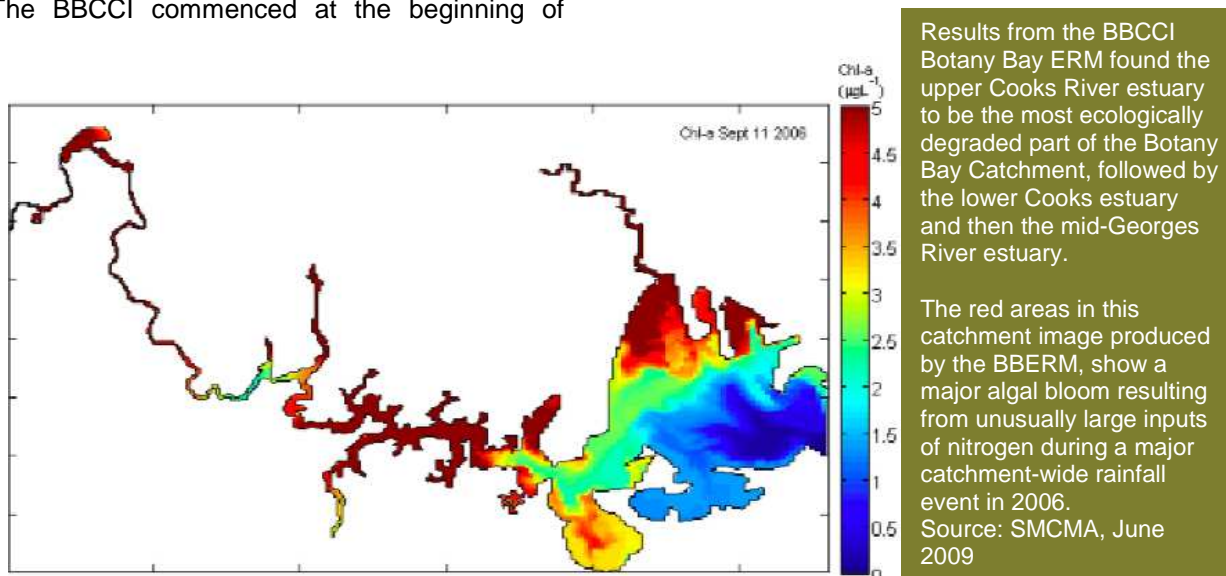 The BBCCI commenced at the beginning of
Chl-a
(µgL⁻¹)
Chl-a Sept 11 2006
5
4.5
4
3.5
3
2.5
2
1.5
1
0.5
0
Results from the BBCCI
Botany Bay ERM found the
upper Cooks River estuary
to be the most ecologically
degraded part of the Botany
Bay Catchment, followed by
the lower Cooks estuary
and then the mid-Georges
River estuary.
The red areas in this
catchment image produced
by the BBERM, show a
major algal bloom resulting
from unusually large inputs
of nitrogen during a major
catchment-wide rainfall
event in 2006.
Source: SMCMA, June
2009